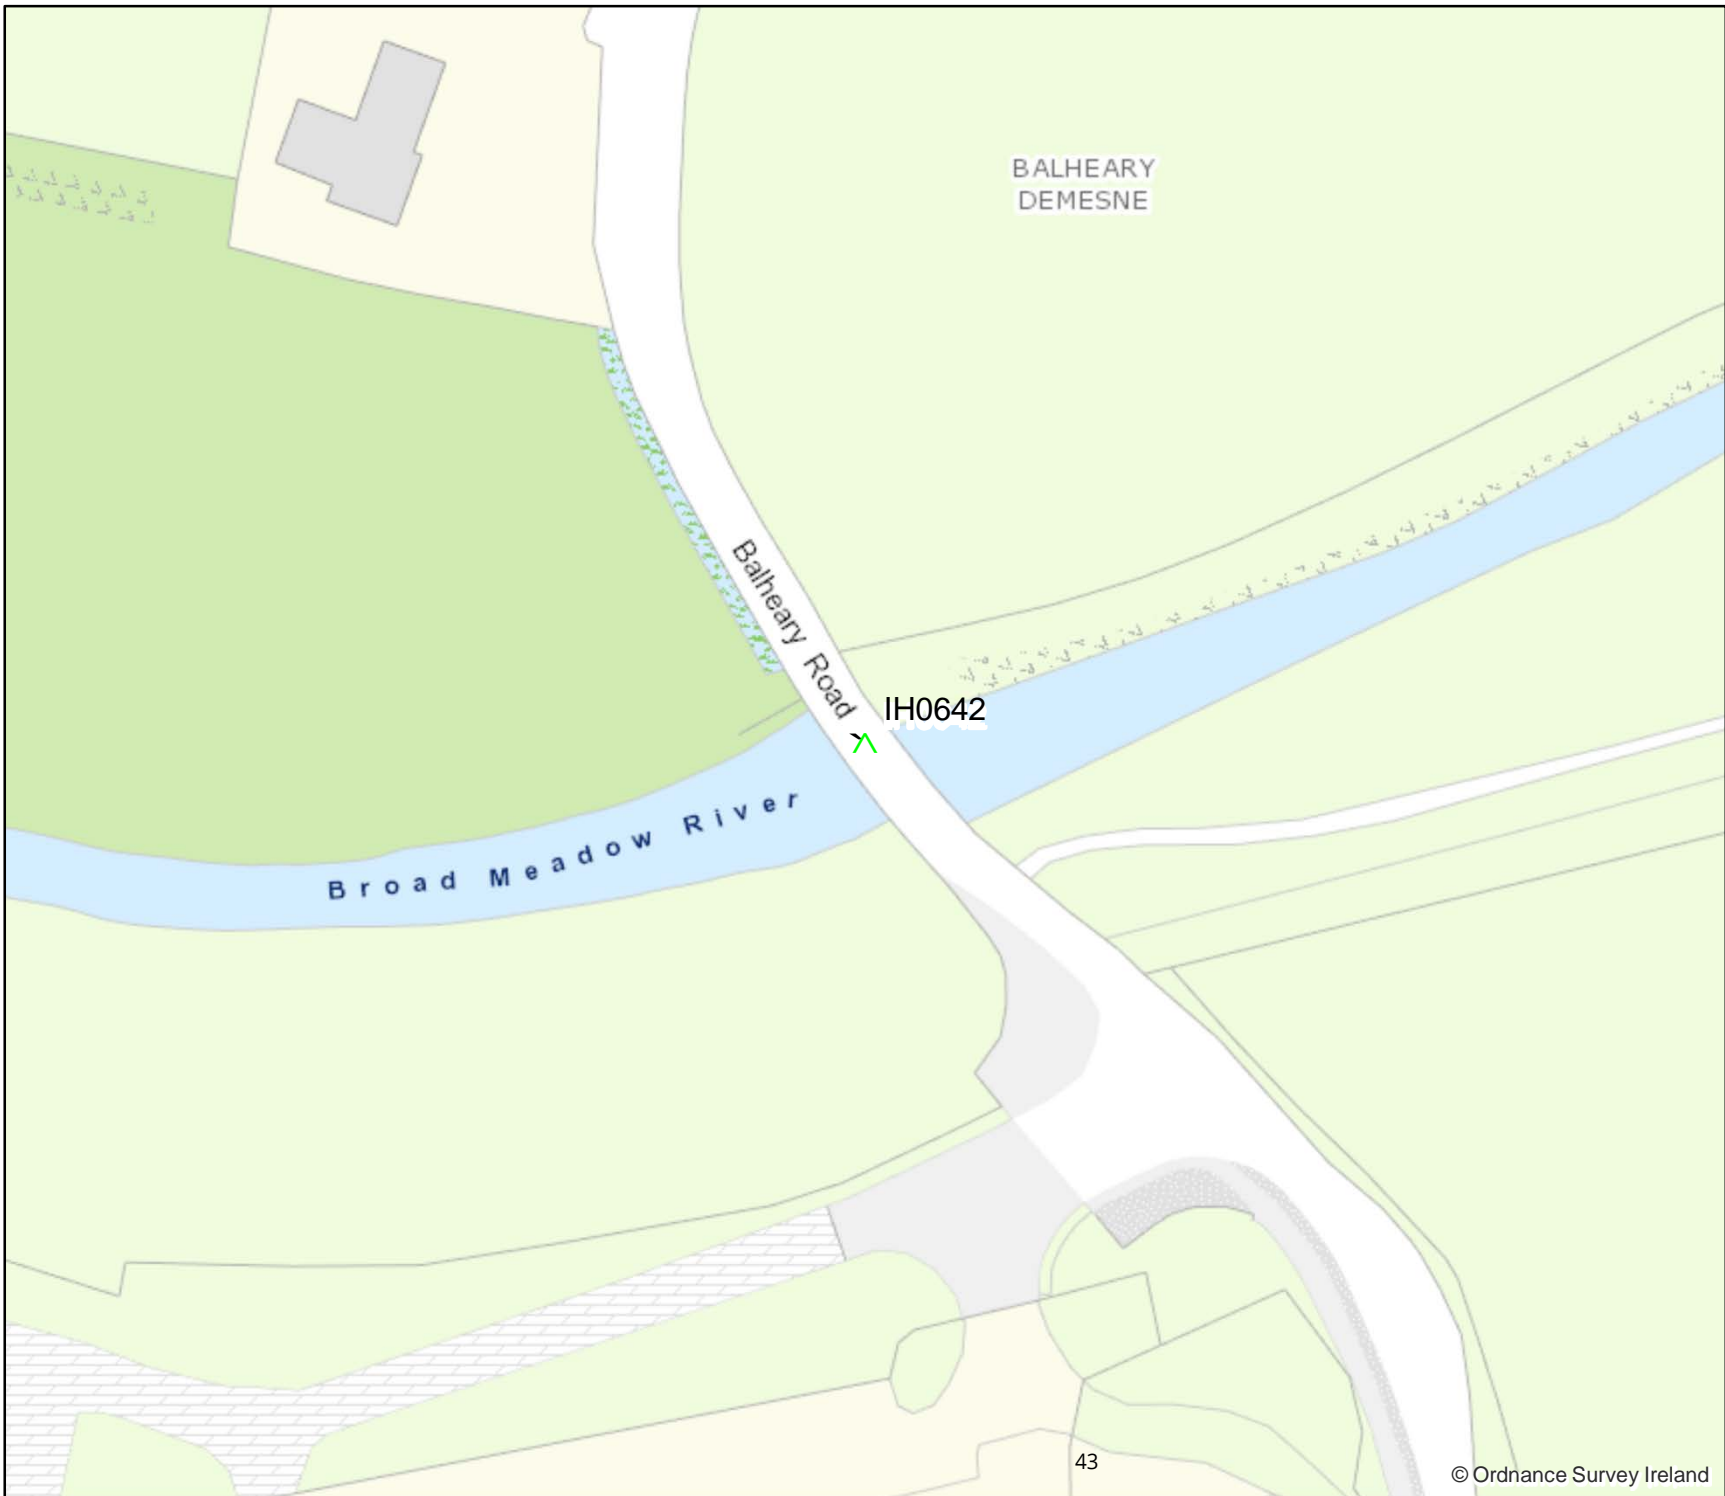 BALHEARY
DEMESNE
Balheary Road
IH0642
Broad Meadow River
43
© Ordnance Survey Ireland